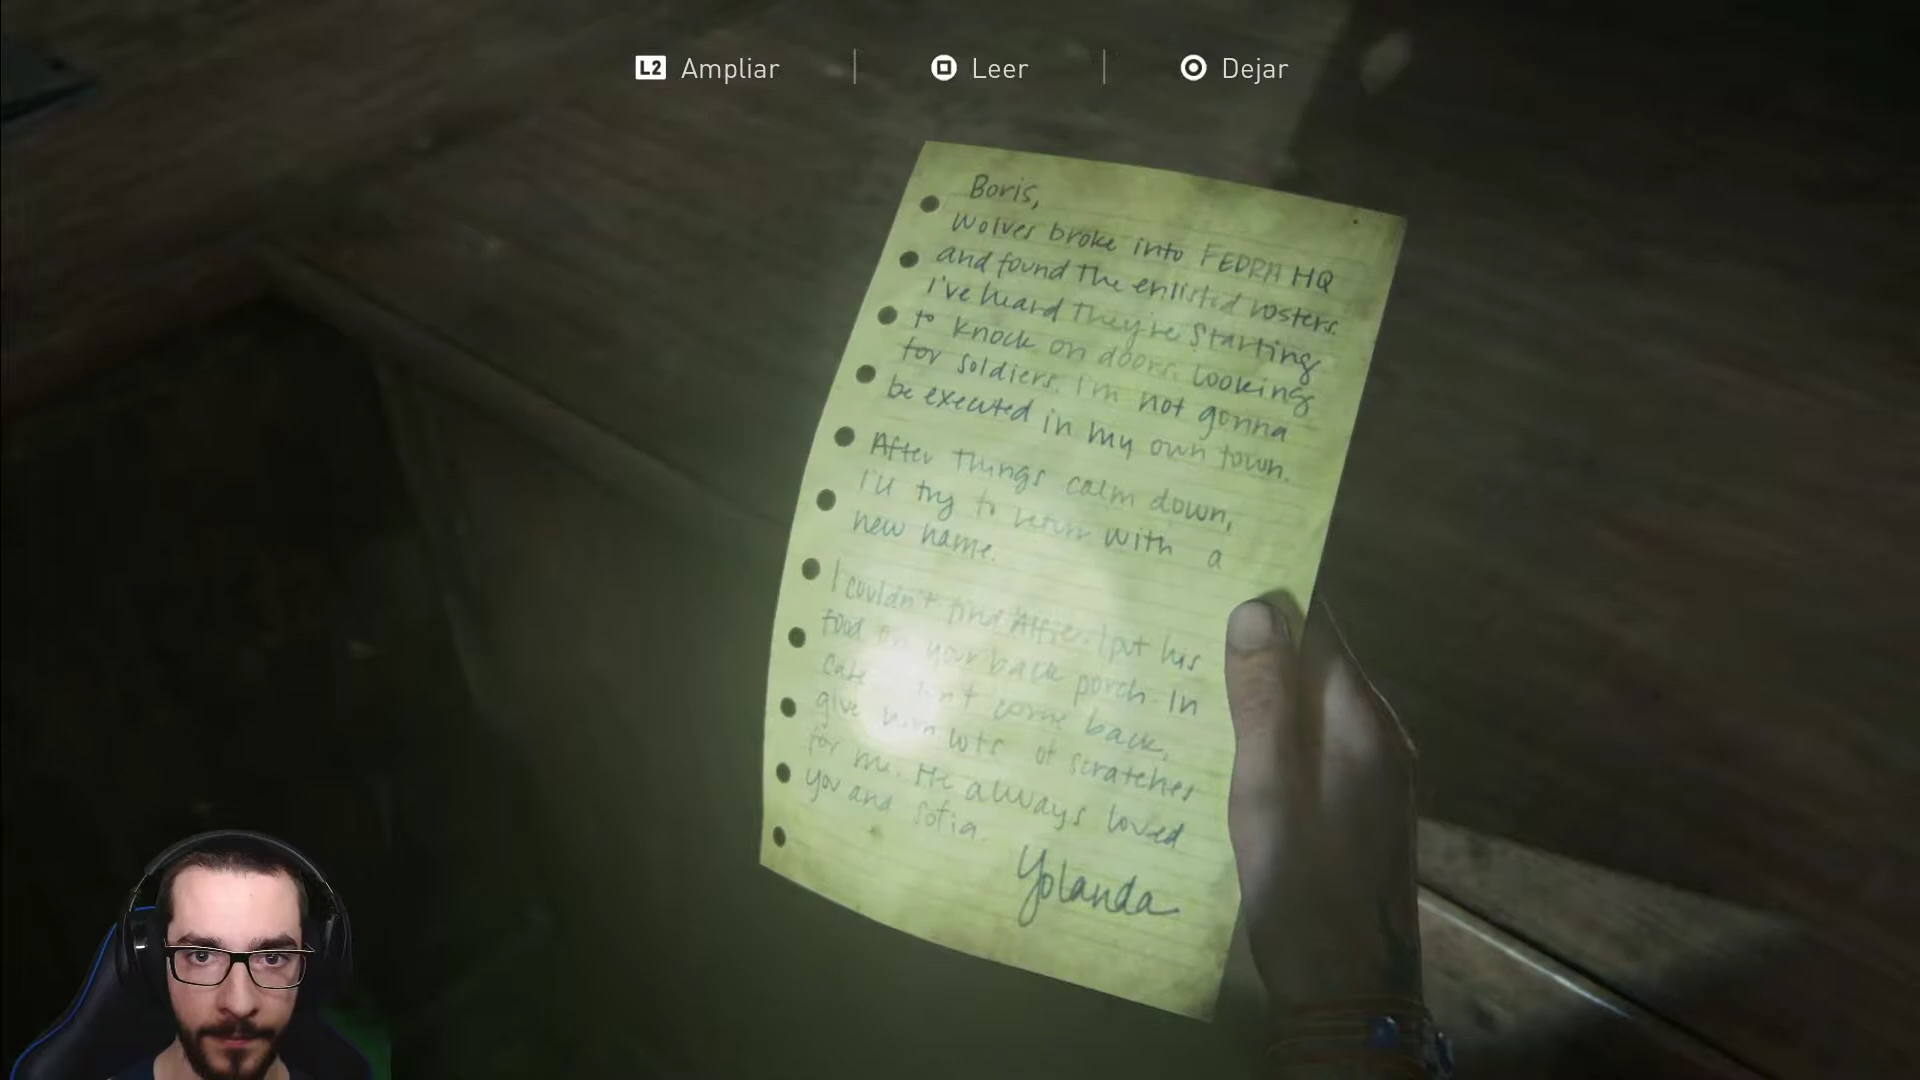 L2 Ampliar
Leer
Dejar
Boris,
Wolves broke into FEDRA HQ
and found the enlisted rosters.
I've heard they're starting
to knock on doors. Looking
for soldiers. I'm not gonna
be executed in my own town.
After things calm down,
I'll try to return with a
new name.
I couldn't find Alfie. I put his
food on your back porch. In
come back,
give him lots of scratches
for me. He always loved
you and Sofia.
Yolanda